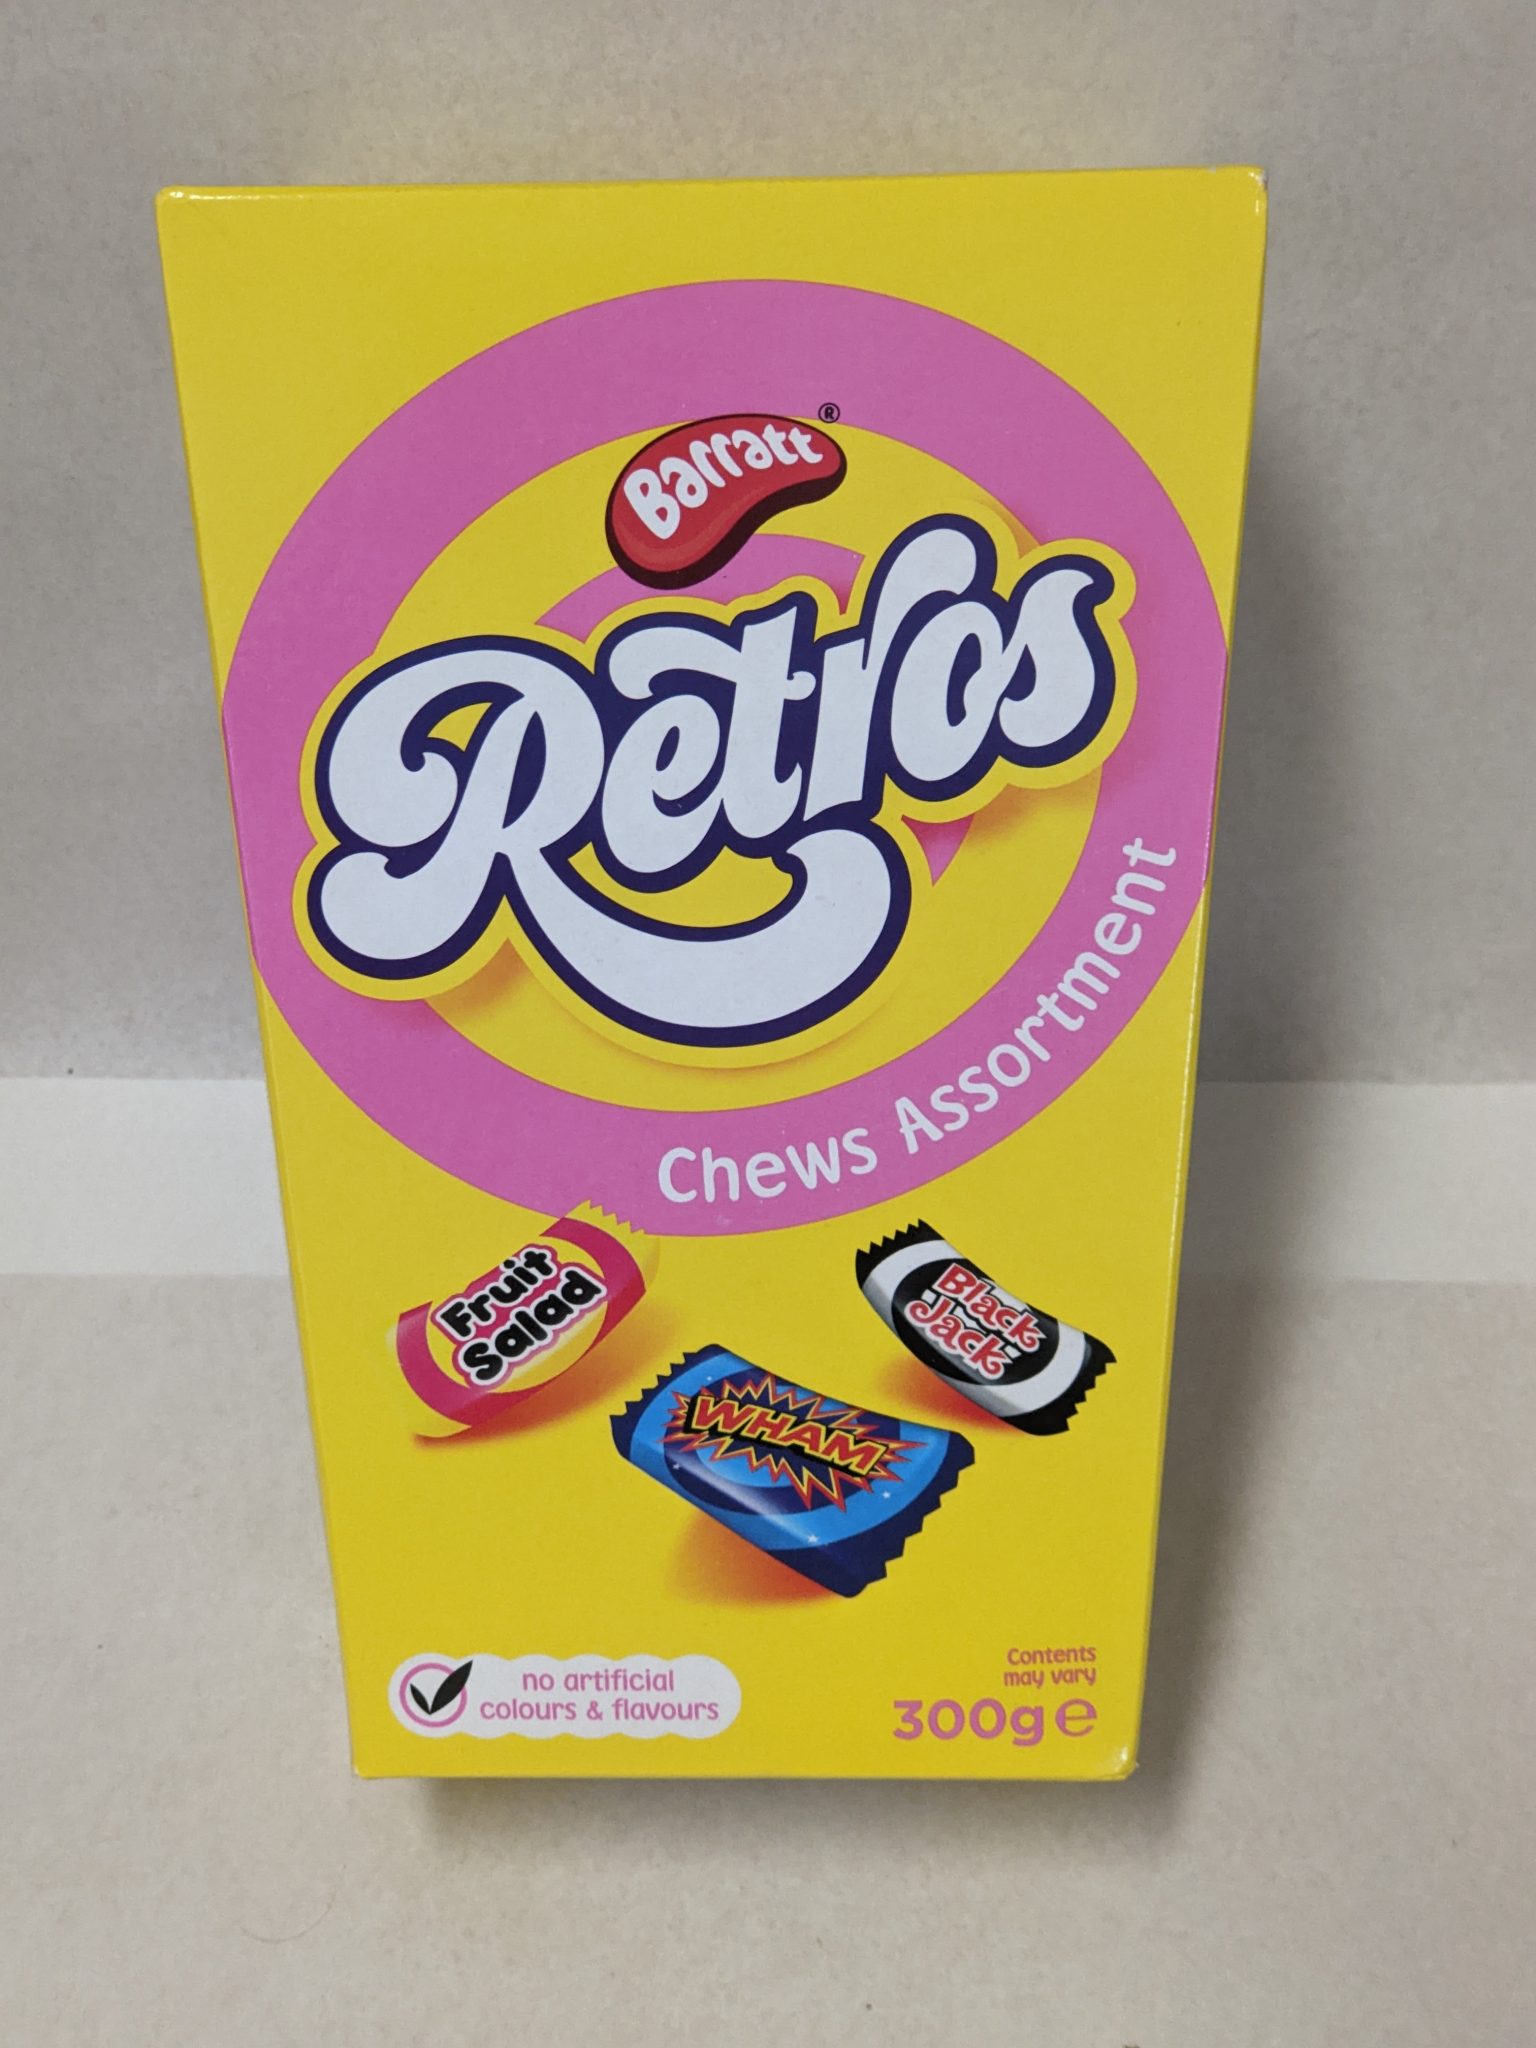 Barratt®
Retros
Chews Assortment
Fruit
Salad
Black
Jack
WHAM
no artificial
colours & flavours
Contents
may vary
300g ℮